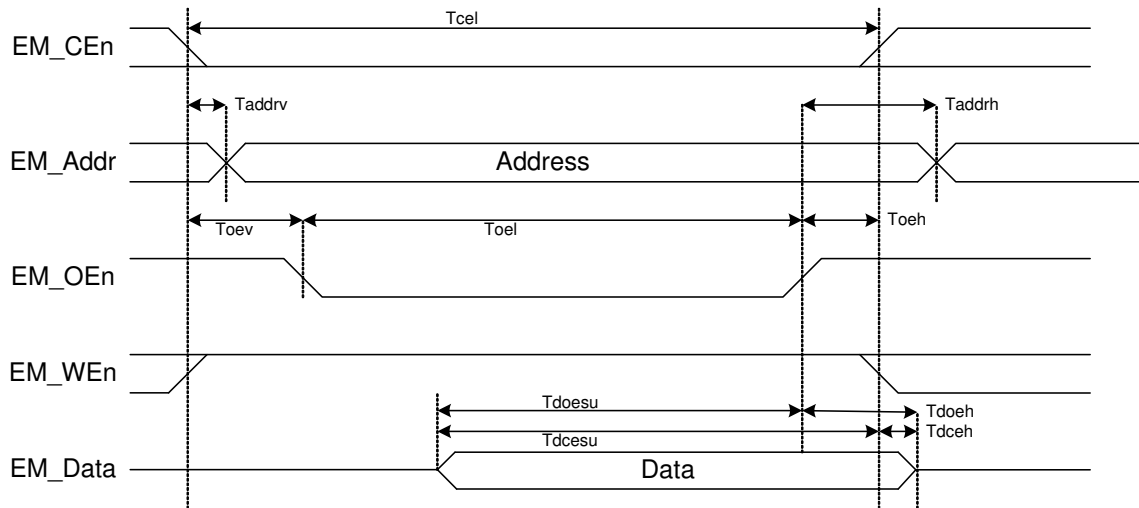 Tcel
EM_CEn
Taddrv
Taddrh
EM_Addr
Address
Toev
Toel
Toeh
EM_OEn
EM_WEn
Tdoesu
Tdoeh
Tdcesu
Tdceh
EM_Data
Data